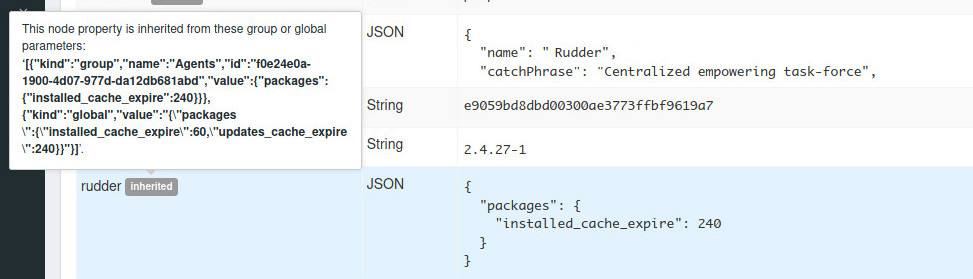 This node property is inherited from these group or global
parameters:
'[{"kind":"group","name":"Agents","id":"f0e24e0a-
1900-4d07-977d-da12db681abd","value":{"packages":
{"installed_cache_expire":240}}},
{"kind":"global","value":"{\"packages
\":{\"installed_cache_expire\":60,\"updates_cache_expire
\":240}}"}]'.
JSON
{
"name": " Rudder",
"catchPhrase": "Centralized empowering task-force",
String
e9059bd8dbd00300ae3773ffbf9619a7
String
2.4.27-1
rudder inherited
JSON
{
"packages": {
"installed_cache_expire": 240
}
}